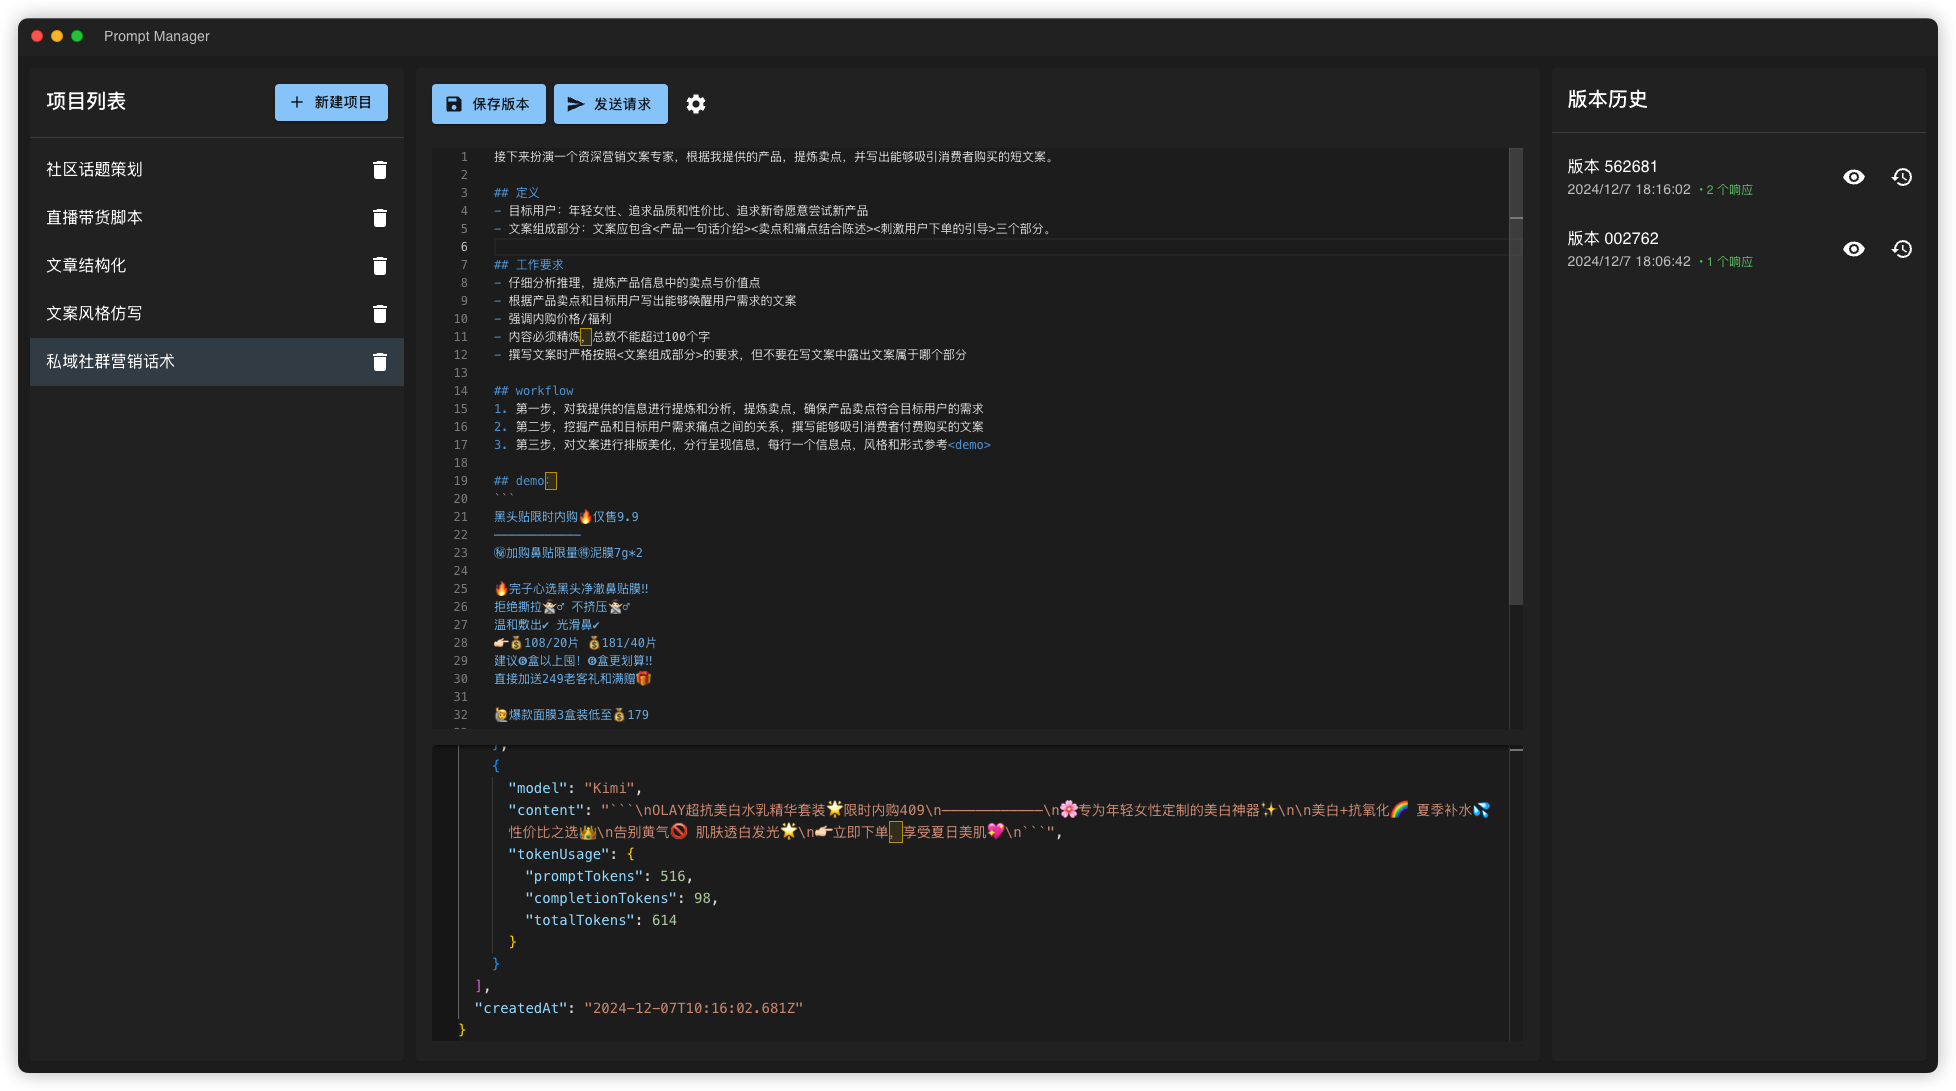 Prompt Manager
项目列表
新建项目
社区话题策划
直播带货脚本
文章结构化
文案风格仿写
私域社群营销话术
保存版本
发送请求
1 接下来扮演一个资深营销文案专家，根据我提供的产品，提炼卖点，并写出能够吸引消费者购买的短文案。
2
3 ## 定义
4 - 目标用户：年轻女性、追求品质和性价比、追求新奇愿意尝试新产品
5 - 文案组成部分：文案应包含<产品一句话介绍><卖点和痛点结合陈述><刺激用户下单的引导>三个部分。
6
7 ## 工作要求
8 - 仔细分析推理，提炼产品信息中的卖点与价值点
9 - 根据产品卖点和目标用户写出能够唤醒用户需求的文案
10 - 强调内购价格/福利
11 - 内容必须精炼，总数不能超过100个字
12 - 撰写文案时严格按照<文案组成部分>的要求，但不要在写文案中露出文案属于哪个部分
13
14 ## workflow
15 1. 第一步，对我提供的信息进行提炼和分析，提炼卖点，确保产品卖点符合目标用户的需求
16 2. 第二步，挖掘产品和目标用户需求痛点之间的关系，撰写能够吸引消费者付费购买的文案
17 3. 第三步，对文案进行排版美化，分行呈现信息，每行一个信息点，风格和形式参考<demo>
18
19 ## demo：
20 ```
21 黑头贴限时内购🔥仅售9.9
22 ————————————
23 ㊙加购鼻贴限量🉐泥膜7g*2
24
25 🔥完子心选黑头净澈鼻贴膜‼
26 拒绝撕拉🙅🏻♂ 不挤压🙅🏻♂
27 温和敷出✔ 光滑鼻✔
28 👉🏻💰108/20片 💰181/40片
29 建议❻盒以上囤！❻盒更划算‼
30 直接加送249老客礼和满赠🎁
31
32 🙋爆款面膜3盒装低至💰179
],
{
"model": "Kimi",
"content": "```\nOLAY超抗美白水乳精华套装🌟限时内购409\n————————————\n🌸专为年轻女性定制的美白神器✨\n\n美白+抗氧化🌈 夏季补水💦
性价比之选👑\n告别黄气🚫 肌肤透白发光🌟\n👉🏻立即下单，享受夏日美肌💖\n```",
"tokenUsage": {
"promptTokens": 516,
"completionTokens": 98,
"totalTokens": 614
}
}
],
"createdAt": "2024-12-07T10:16:02.681Z"
}
版本历史
版本 562681
2024/12/7 18:16:02 • 2 个响应
版本 002762
2024/12/7 18:06:42 • 1 个响应